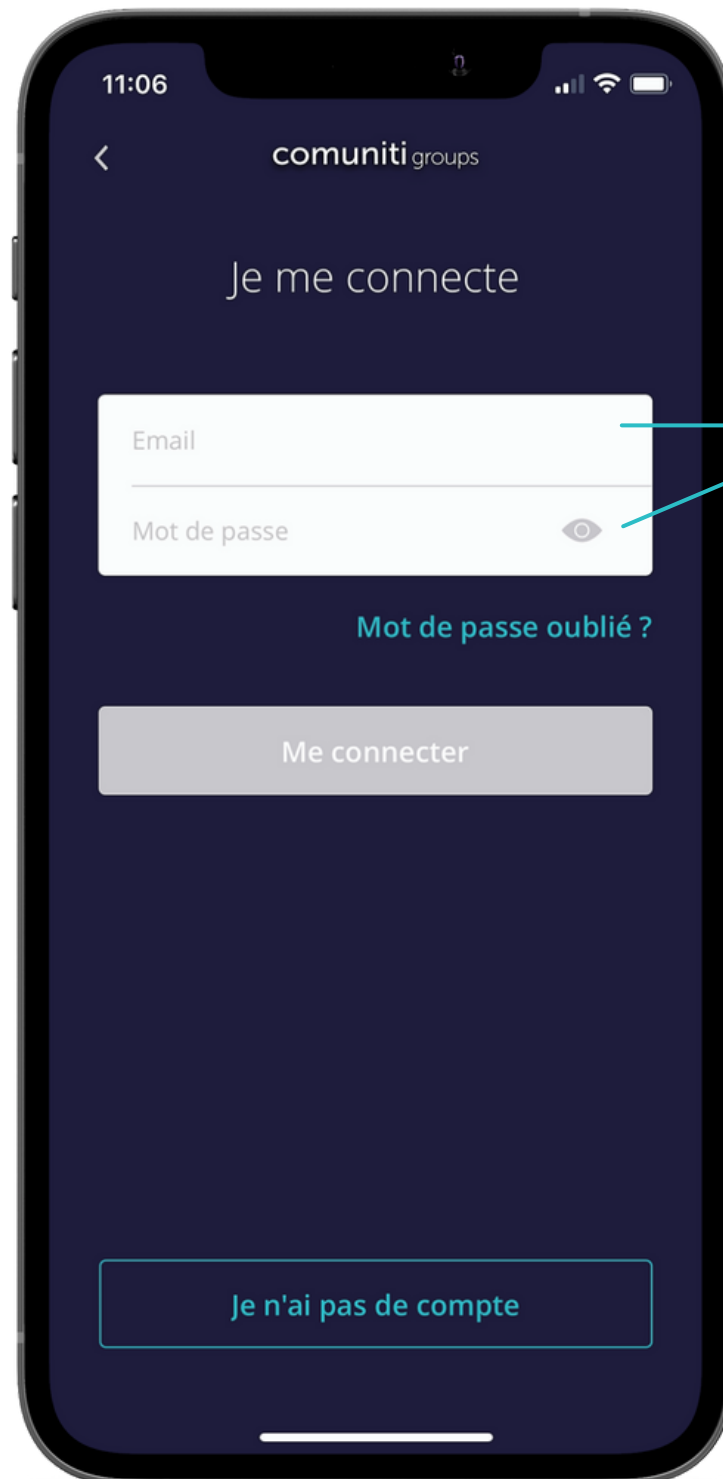 11:06
comuniti groups
Je me connecte
Email
Mot de passe
Mot de passe oublié ?
Me connecter
Je n'ai pas de compte